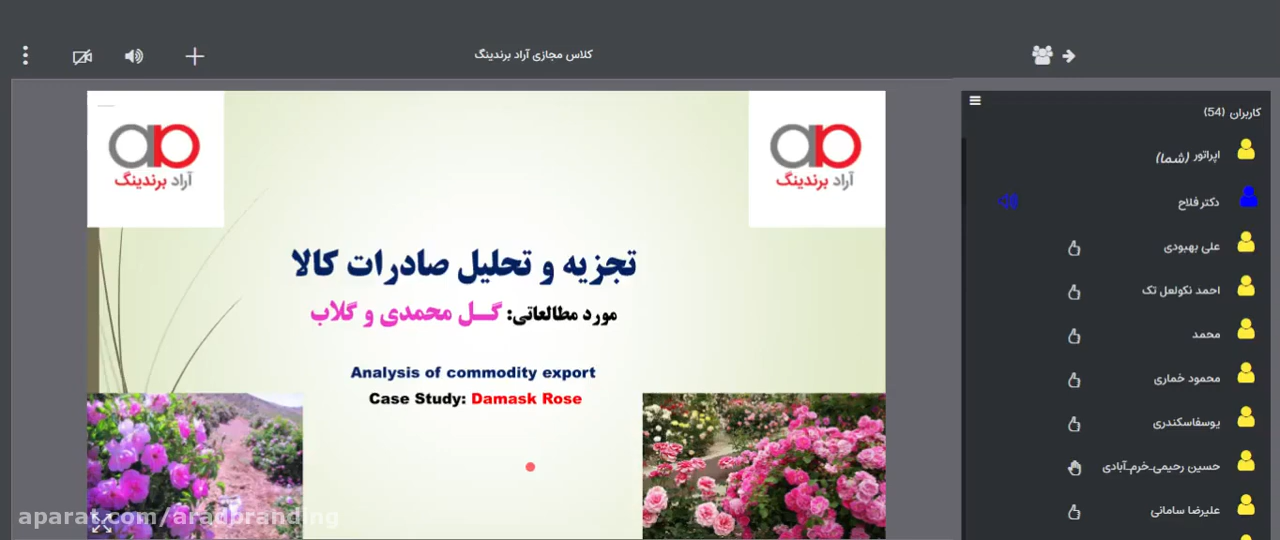 کلاس مجازی آراد برندینگ
آراد برندینگ
آراد برندینگ
تجزیه و تحلیل صادرات کالا
مورد مطالعاتی: گـل محمدی و گلاب
Analysis of commodity export
Case Study: Damask Rose
aparat.com/aradbranding
کاربران (54)
اپراتور (شما)
دکتر فلاح
علی بهبودی
احمد نکولعل تک
محمد
محمود خماری
یوسفاسکندری
حسین رحیمی-خرم-آبادی
علیرضا سامانی